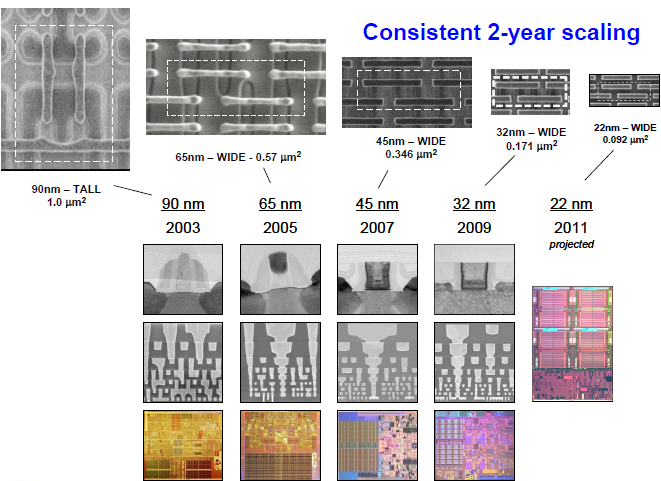 Consistent 2-year scaling
90nm – TALL
1.0 µm2
65nm – WIDE - 0.57 µm2
45nm – WIDE
0.346 µm2
32nm – WIDE
0.171 µm2
22nm – WIDE
0.092 µm2
90 nm
65 nm
45 nm
32 nm
22 nm
2003
2005
2007
2009
2011
projected